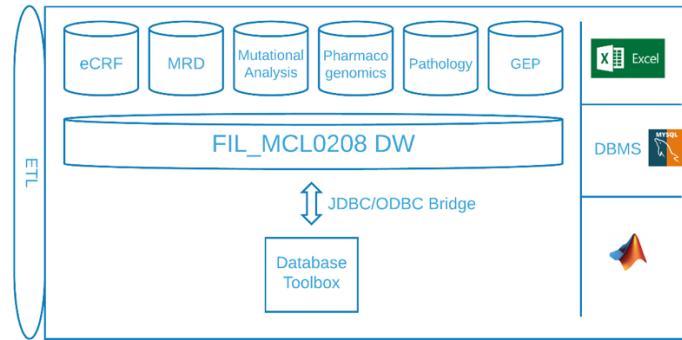 ETL
eCRF
MRD
Mutational
Analysis
Pharmaco
genomics
Pathology
GEP
X
Excel
FIL_MCL0208 DW
DBMS
MYSQL
JDBC/ODBC Bridge
Database
Toolbox